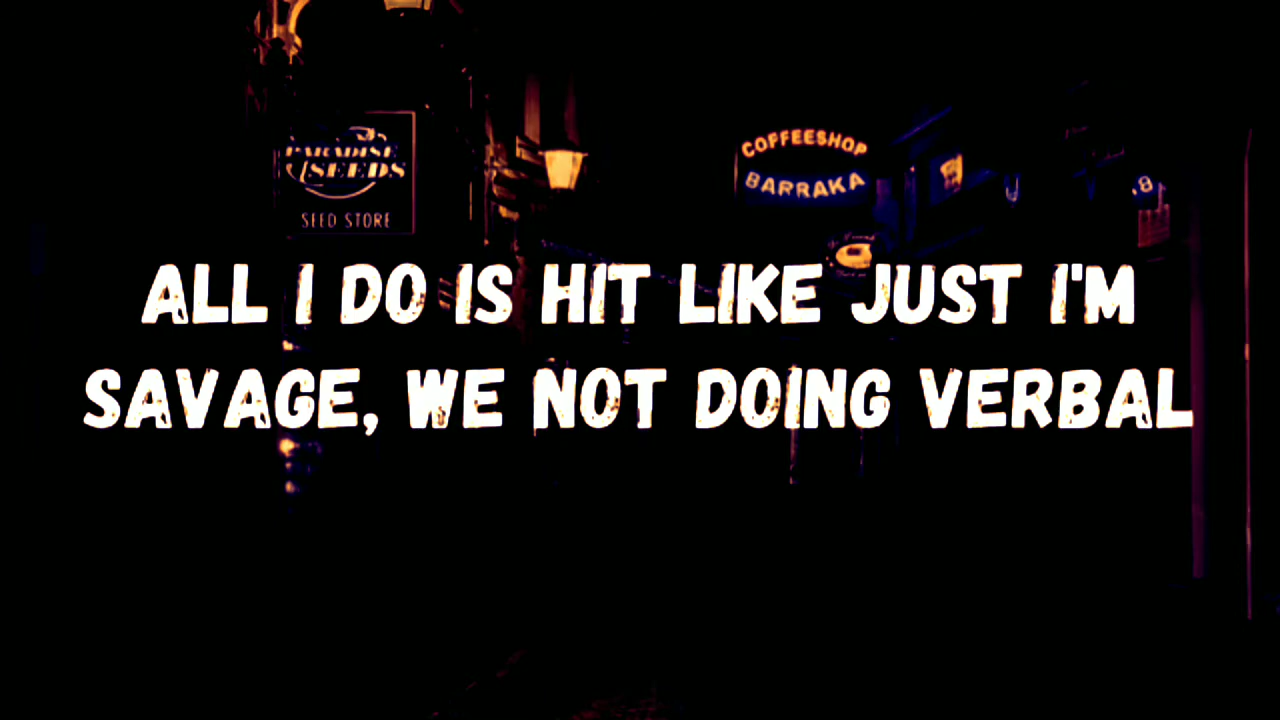 PARADISE
SEEDS
SEED STORE
COFFEESHOP
BARRAKA
ALL I DO IS HIT LIKE JUST I'M
SAVAGE, WE NOT DOING VERBAL